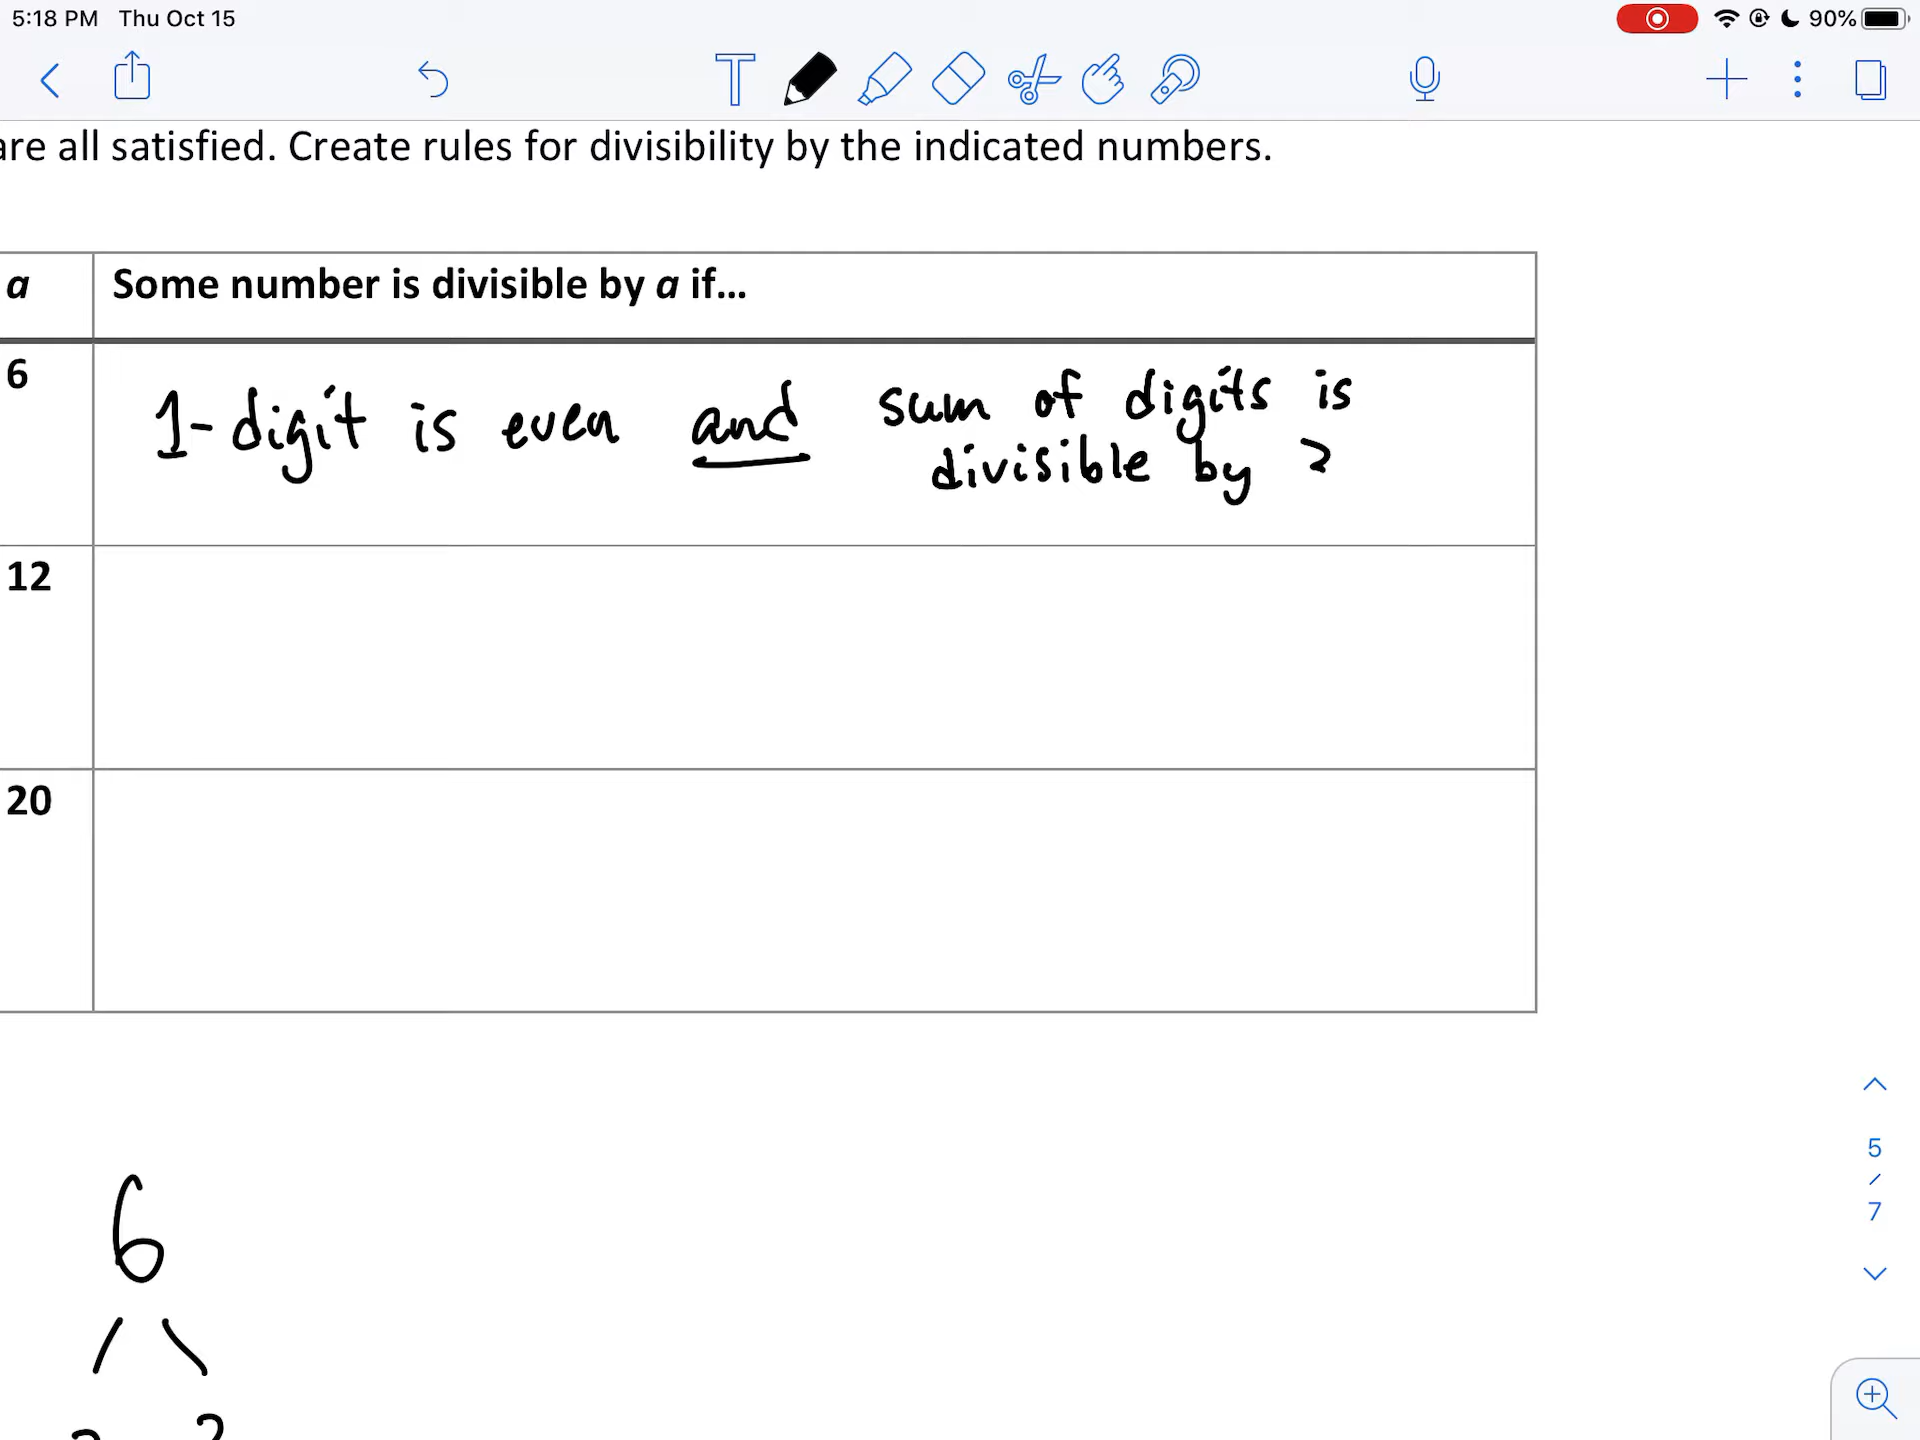 5:18 PM Thu Oct 15
90%
are all satisfied. Create rules for divisibility by the indicated numbers.
a Some number is divisible by a if...
6
1-digit is even and sum of digits is
divisible by
12
20
5
/
7
6